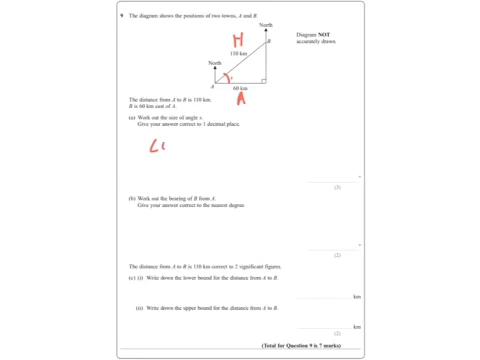 9 The diagram shows the positions of two towns, A and B.
North
Diagram NOT
accurately drawn.
H
B
110 km
North
x
A
60 km
A
The distance from A to B is 110 km.
B is 60 km east of A.
(a) Work out the size of angle x.
Give your answer correct to 1 decimal place.
°
(3)
(b) Work out the bearing of B from A.
Give your answer correct to the nearest degree.
°
(2)
The distance from A to B is 110 km correct to 2 significant figures.
(c) (i) Write down the lower bound for the distance from A to B.
km
(ii) Write down the upper bound for the distance from A to B.
km
(2)
(Total for Question 9 is 7 marks)